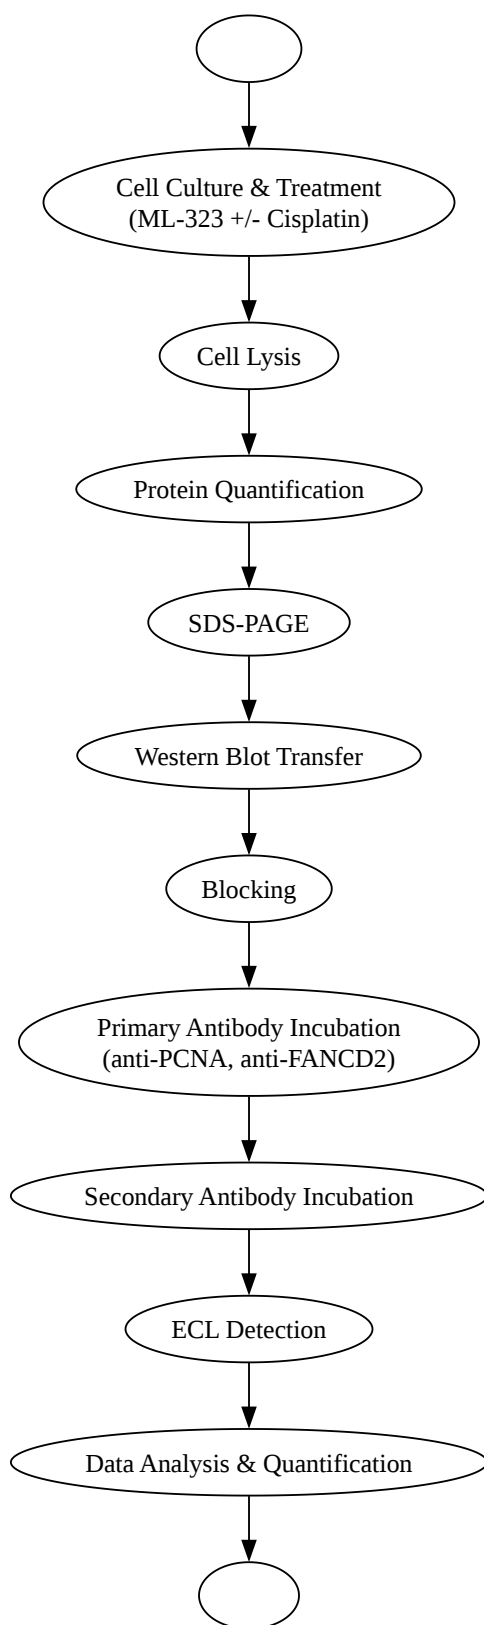 Cell Culture & Treatment
(ML-323 +/- Cisplatin)
Cell Lysis
Protein Quantification
SDS-PAGE
Western Blot Transfer
Blocking
Primary Antibody Incubation
(anti-PCNA, anti-FANCD2)
Secondary Antibody Incubation
ECL Detection
Data Analysis & Quantification